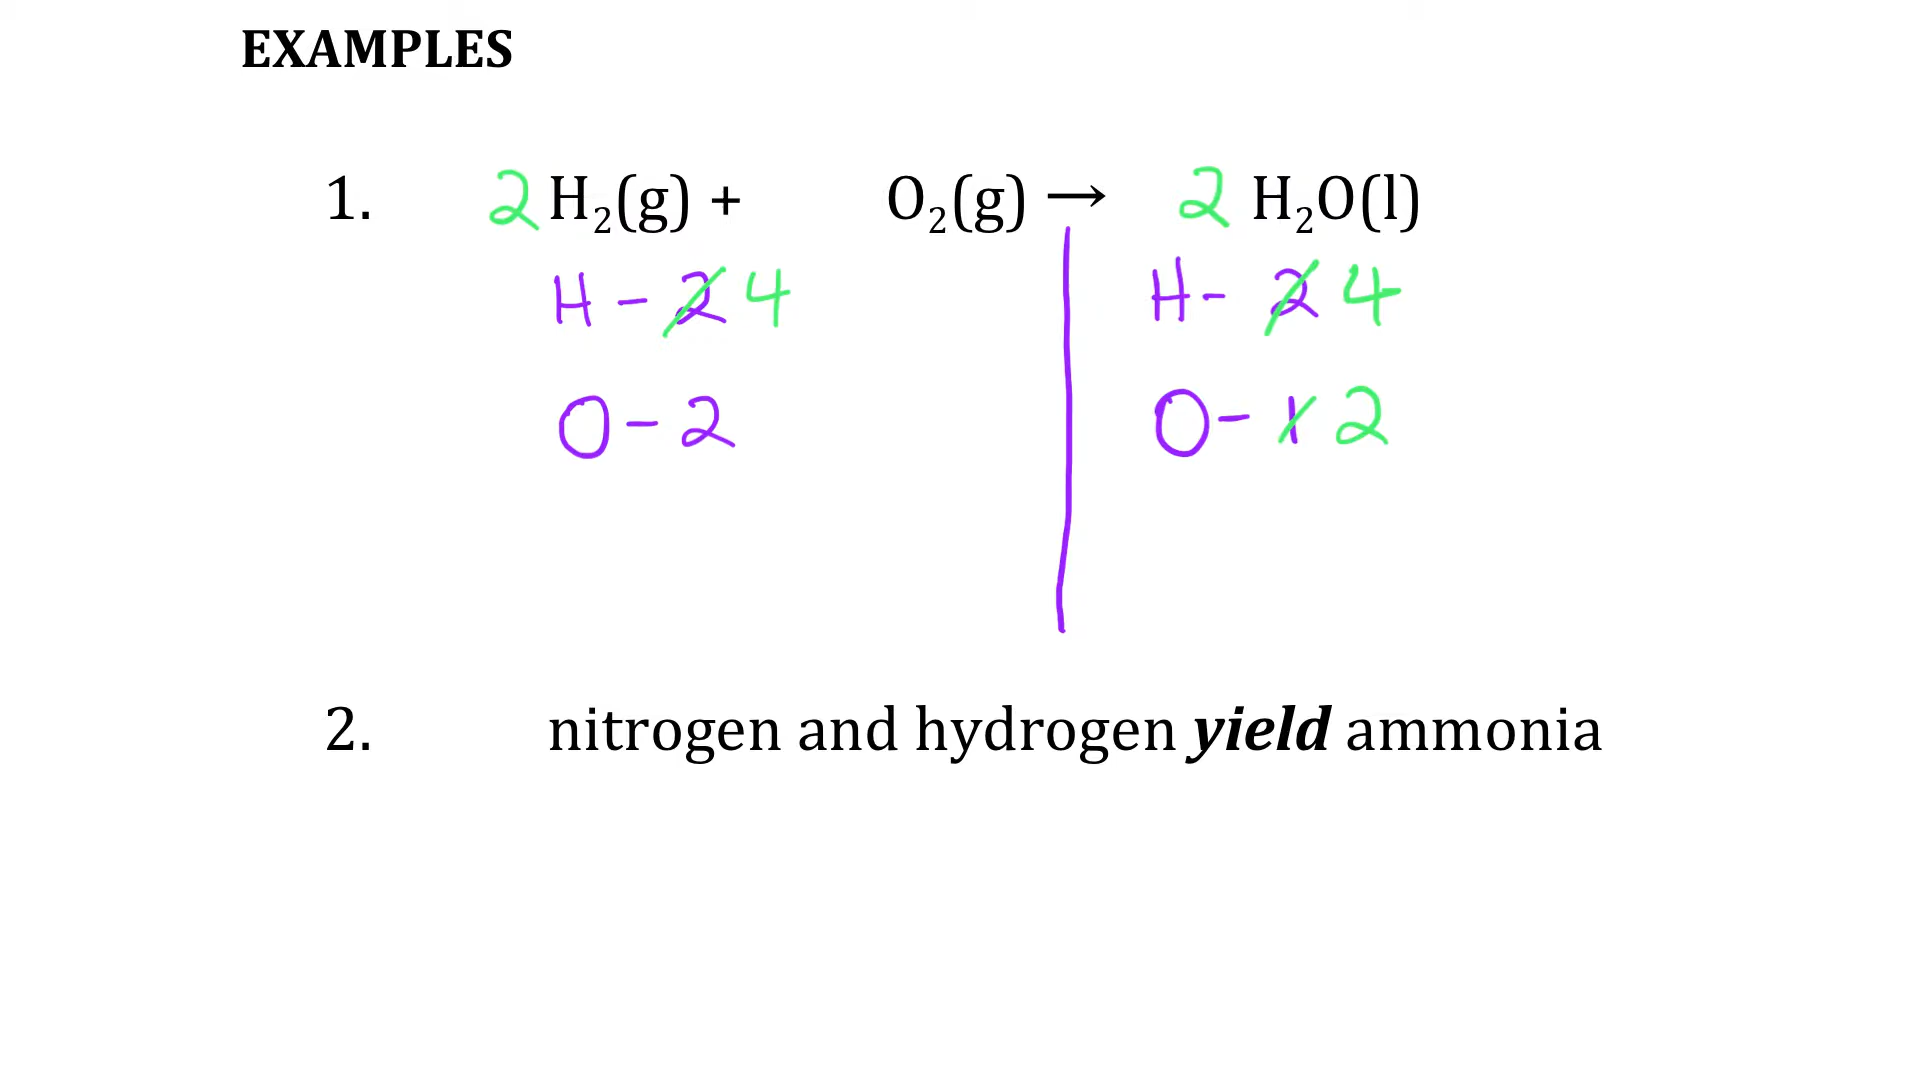 EXAMPLES
1. 2 H₂(g) + O₂(g) → 2 H₂O(l)
H - 2 4 H - 2 4
O - 2 O - 1 2
2. nitrogen and hydrogen yield ammonia